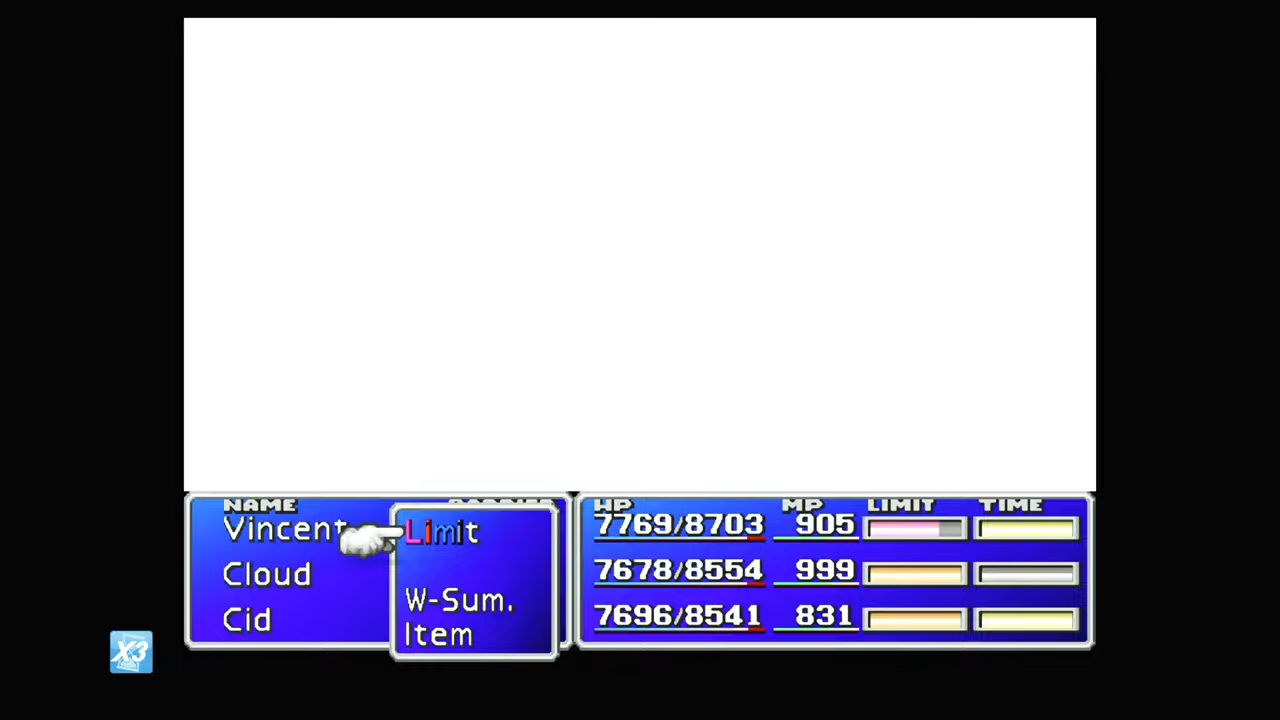 NAME HP MP LIMIT TIME
Vincent Limit 7769/8703 905
Cloud 7678/8554 999
W-Sum.
Cid 7696/8541 831
Item
X3